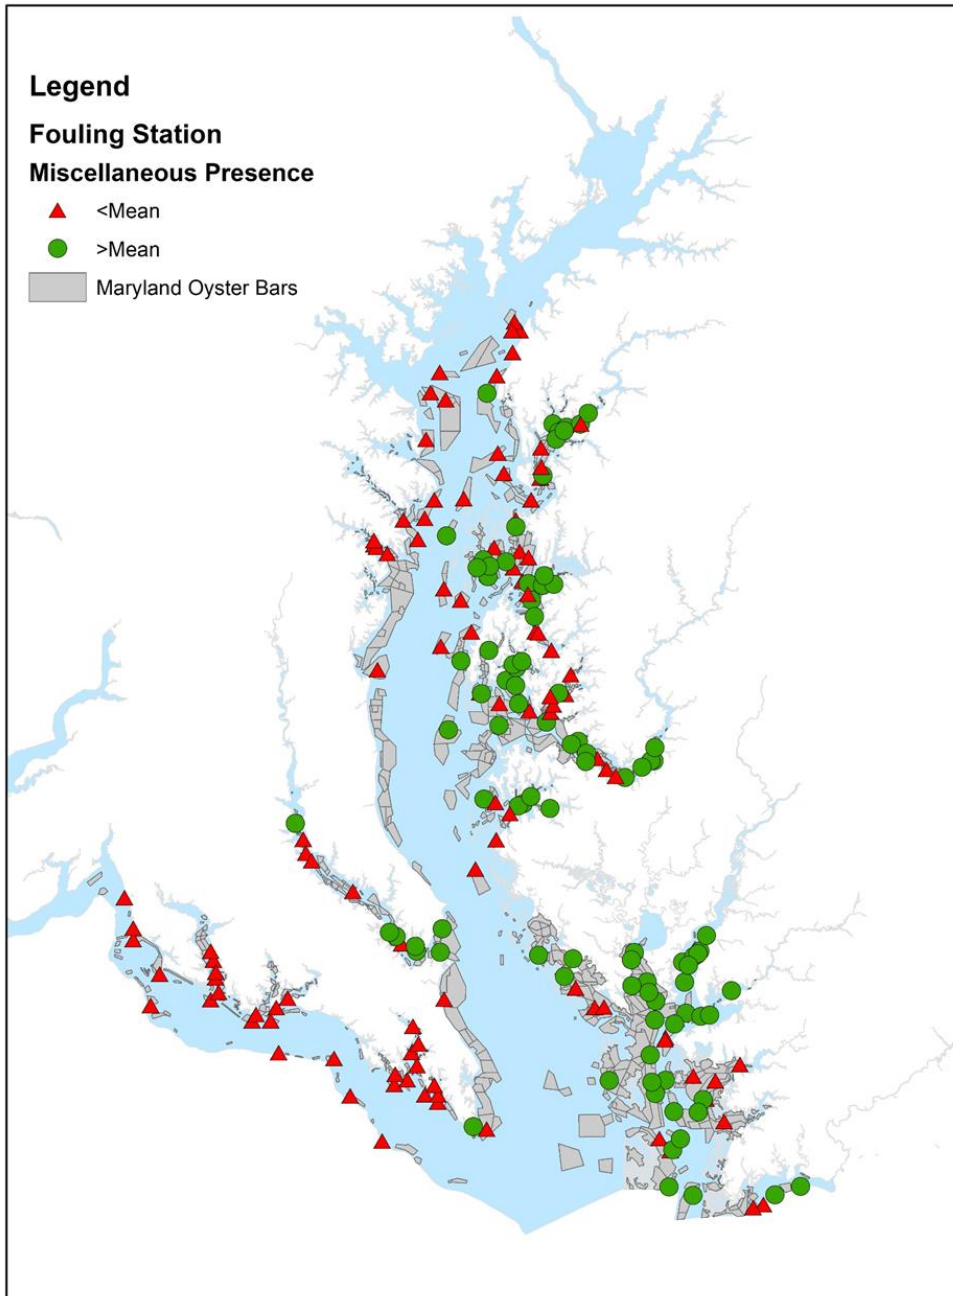 Legend
Fouling Station
Miscellaneous Presence
<Mean
>Mean
Maryland Oyster Bars